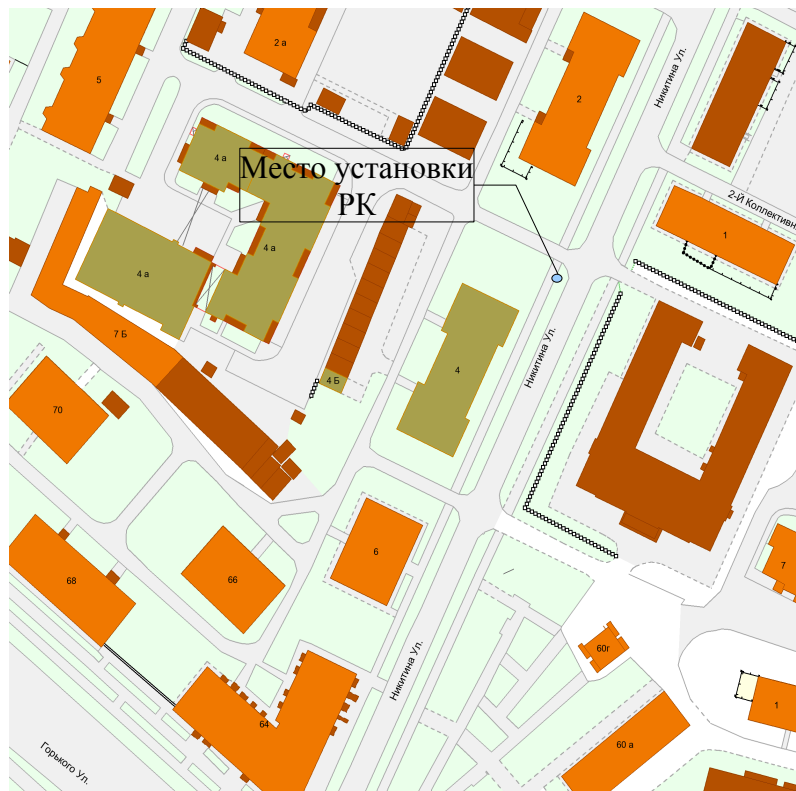 2 а
5
2
Никитина Ул.
4 а
Место установки
РК
2-Й Коллективн
1
4 а
4 а
7 Б
Никитина Ул.
4
4 Б
70
6
7
68
66
60г
Никитина Ул.
1
64
60 а
Горького Ул.